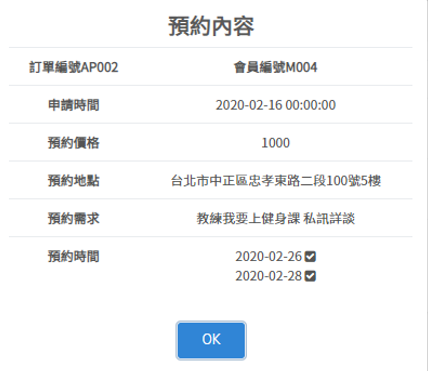 預約內容
訂單編號AP002 會員編號M004
申請時間 2020-02-16 00:00:00
預約價格 1000
預約地點 台北市中正區忠孝東路二段100號5樓
預約需求 教練我要上健身課 私訊詳談
預約時間 2020-02-26
2020-02-28
OK